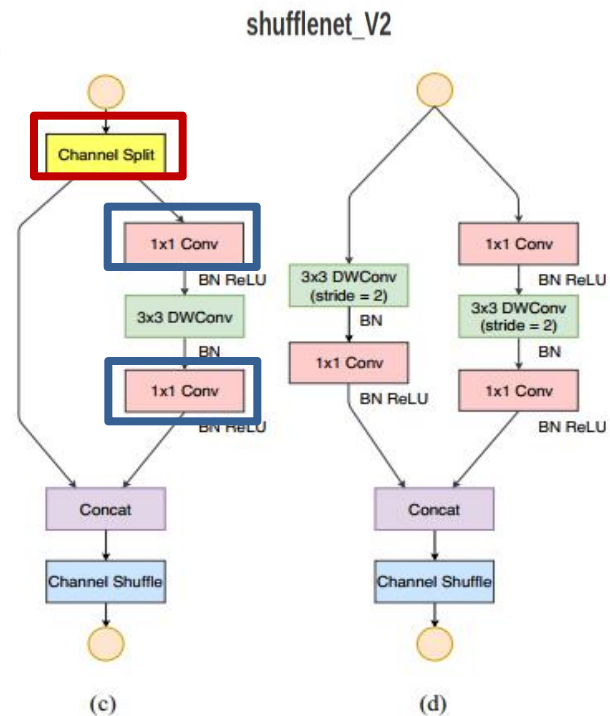 shufflenet_V2
Channel Split
1x1 Conv
BN ReLU
3x3 DWConv
BN
1x1 Conv
BN ReLU
Concat
Channel Shuffle
(c)
3x3 DWConv
(stride = 2)
BN
1x1 Conv
BN ReLU
1x1 Conv
BN ReLU
3x3 DWConv
(stride = 2)
BN
1x1 Conv
BN ReLU
Concat
Channel Shuffle
(d)